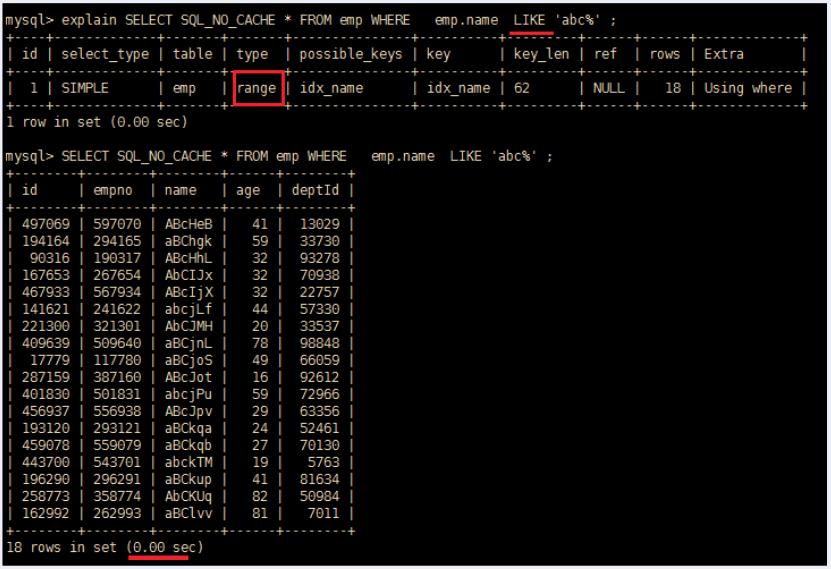 mysql> explain SELECT SQL_NO_CACHE * FROM emp WHERE   emp.name  LIKE 'abc%' ;
+----+-------------+-------+-------+---------------+----------+---------+------+------+-------------+
| id | select_type | table | type  | possible_keys | key      | key_len | ref  | rows | Extra       |
+----+-------------+-------+-------+---------------+----------+---------+------+------+-------------+
|  1 | SIMPLE      | emp   | range | idx_name      | idx_name | 62      | NULL |   18 | Using where |
+----+-------------+-------+-------+---------------+----------+---------+------+------+-------------+
1 row in set (0.00 sec)
mysql> SELECT SQL_NO_CACHE * FROM emp WHERE   emp.name  LIKE 'abc%' ;
+--------+--------+--------+------+--------+
| id     | empno  | name   | age  | deptId |
+--------+--------+--------+------+--------+
| 497069 | 597070 | ABcHeB |   41 |  13029 |
| 194164 | 294165 | aBChgk |   59 |  33730 |
|  90316 | 190317 | ABcHhL |   32 |  93278 |
| 167653 | 267654 | AbCIJx |   32 |  70938 |
| 467933 | 567934 | ABcIjX |   32 |  22757 |
| 141621 | 241622 | abcjLf |   44 |  57330 |
| 221300 | 321301 | AbCJMH |   20 |  33537 |
| 409639 | 509640 | aBCjnL |   78 |  98848 |
|  17779 | 117780 | aBCjoS |   49 |  66059 |
| 287159 | 387160 | ABcJot |   16 |  92612 |
| 401830 | 501831 | abcjPu |   59 |  72966 |
| 456937 | 556938 | ABcJpv |   29 |  63356 |
| 193120 | 293121 | aBCkqa |   24 |  52461 |
| 459078 | 559079 | aBCkqb |   27 |  70130 |
| 443700 | 543701 | abckTM |   19 |   5763 |
| 196290 | 296291 | aBCkup |   41 |  81634 |
| 258773 | 358774 | AbCKUq |   82 |  50984 |
| 162992 | 262993 | aBClvv |   81 |   7011 |
+--------+--------+--------+------+--------+
18 rows in set (0.00 sec)